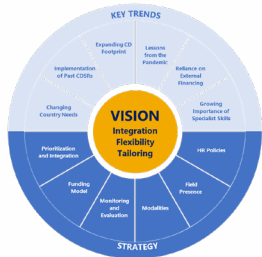 KEY TRENDS
Expanding CD
Footprint
Lessons
from the
Pandemic
Implementation
of Past CDSRs
Reliance on
External
Financing
Changing
Country Needs
Growing
Importance of
Specialist Skills
VISION
Integration
Flexibility
Tailoring
Prioritization
and Integration
HR Policies
Funding
Model
Field
Presence
Monitoring
and
Evaluation
Modalities
STRATEGY